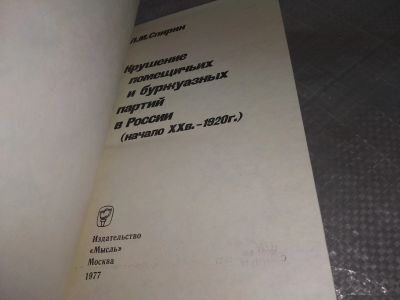 Л.М.Спирин
Крушение
помещичьих
и буржуазных
партий
в России
(начало XXв.-1920г.)
Издательство
«Мысль»
Москва
1977